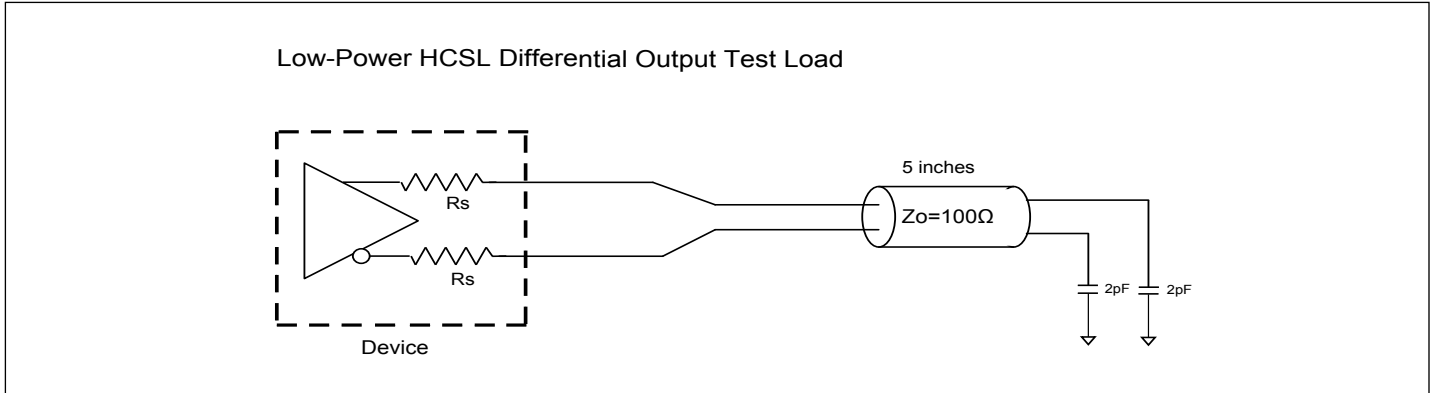 Low-Power HCSL Differential Output Test Load
5 inches
Rs
Zo=100Ω
Rs
2pF
2pF
Device